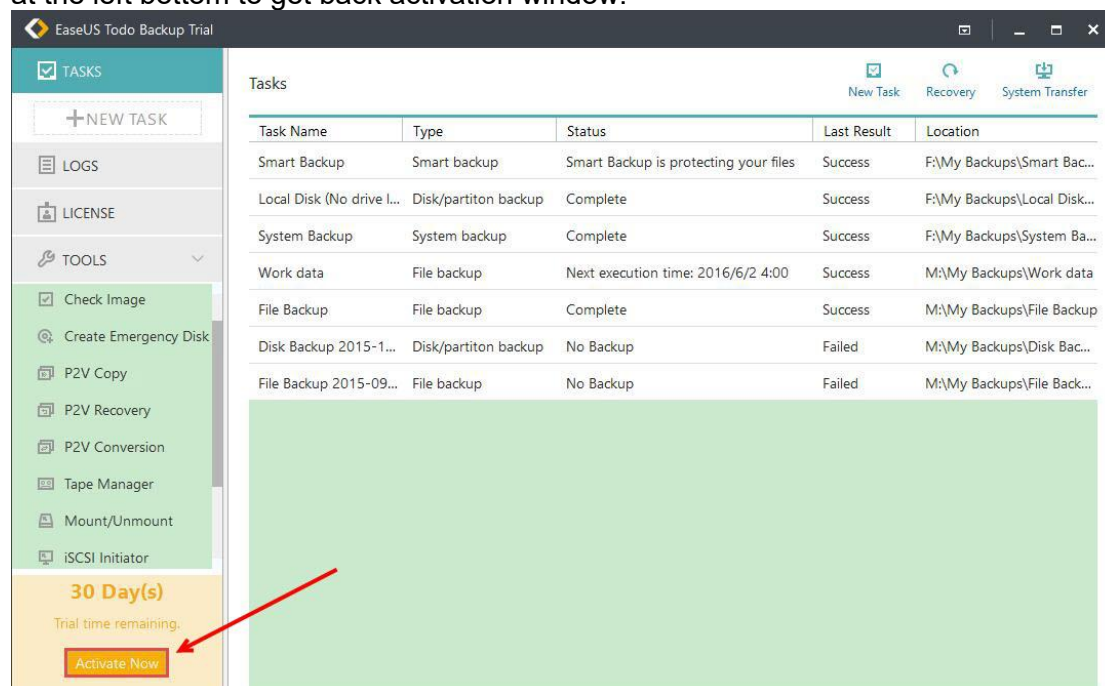 at the left bottom to get back activation window.
EaseUS Todo Backup Trial
TASKS
NEW TASK
LOGS
LICENSE
TOOLS
Check Image
Create Emergency Disk
P2V Copy
P2V Recovery
P2V Conversion
Tape Manager
Mount/Unmount
iSCSI Initiator
30 Day(s)
Trial time remaining.
Activate Now
Tasks
New Task Recovery System Transfer
Task Name Type Status Last Result Location
Smart Backup Smart backup Smart Backup is protecting your files Success F:\My Backups\Smart Bac...
Local Disk (No drive l... Disk/partiton backup Complete Success F:\My Backups\Local Disk...
System Backup System backup Complete Success F:\My Backups\System Ba...
Work data File backup Next execution time: 2016/6/2 4:00 Success M:\My Backups\Work data
File Backup File backup Complete Success M:\My Backups\File Backup
Disk Backup 2015-1... Disk/partiton backup No Backup Failed M:\My Backups\Disk Bac...
File Backup 2015-09... File backup No Backup Failed M:\My Backups\File Back...